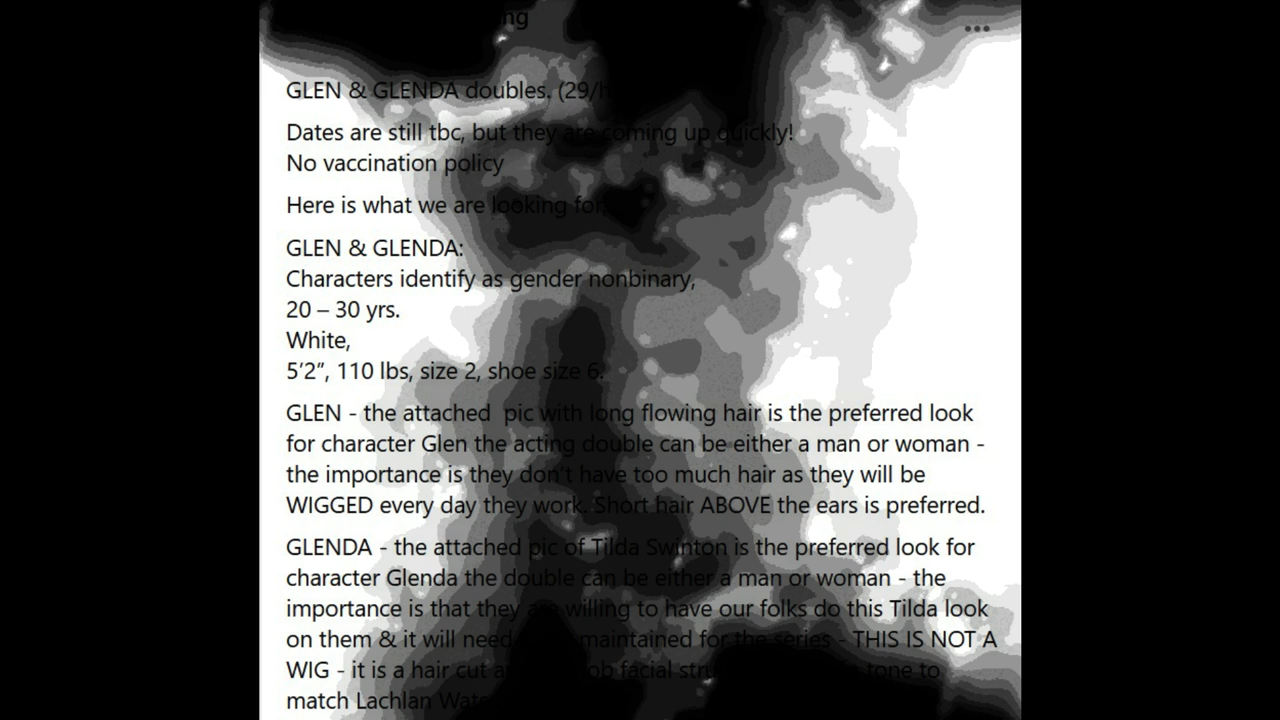 ng
GLEN & GLENDA doubles. (29/h
Dates are still tbc, but they are coming up quickly!
No vaccination policy
Here is what we are looking for
GLEN & GLENDA:
Characters identify as gender nonbinary,
20 – 30 yrs.
White,
5'2”, 110 lbs, size 2, shoe size 6.
GLEN - the attached pic with long flowing hair is the preferred look
for character Glen the acting double can be either a man or woman -
the importance is they don't have too much hair as they will be
WIGGED every day they work. Short hair ABOVE the ears is preferred.
GLENDA - the attached pic of Tilda Swinton is the preferred look for
character Glenda the double can be either a man or woman - the
importance is that they are willing to have our folks do this Tilda look
on them & it will need maintained for the series - THIS IS NOT A
WIG - it is a hair cut facial tone to
match Lachlan